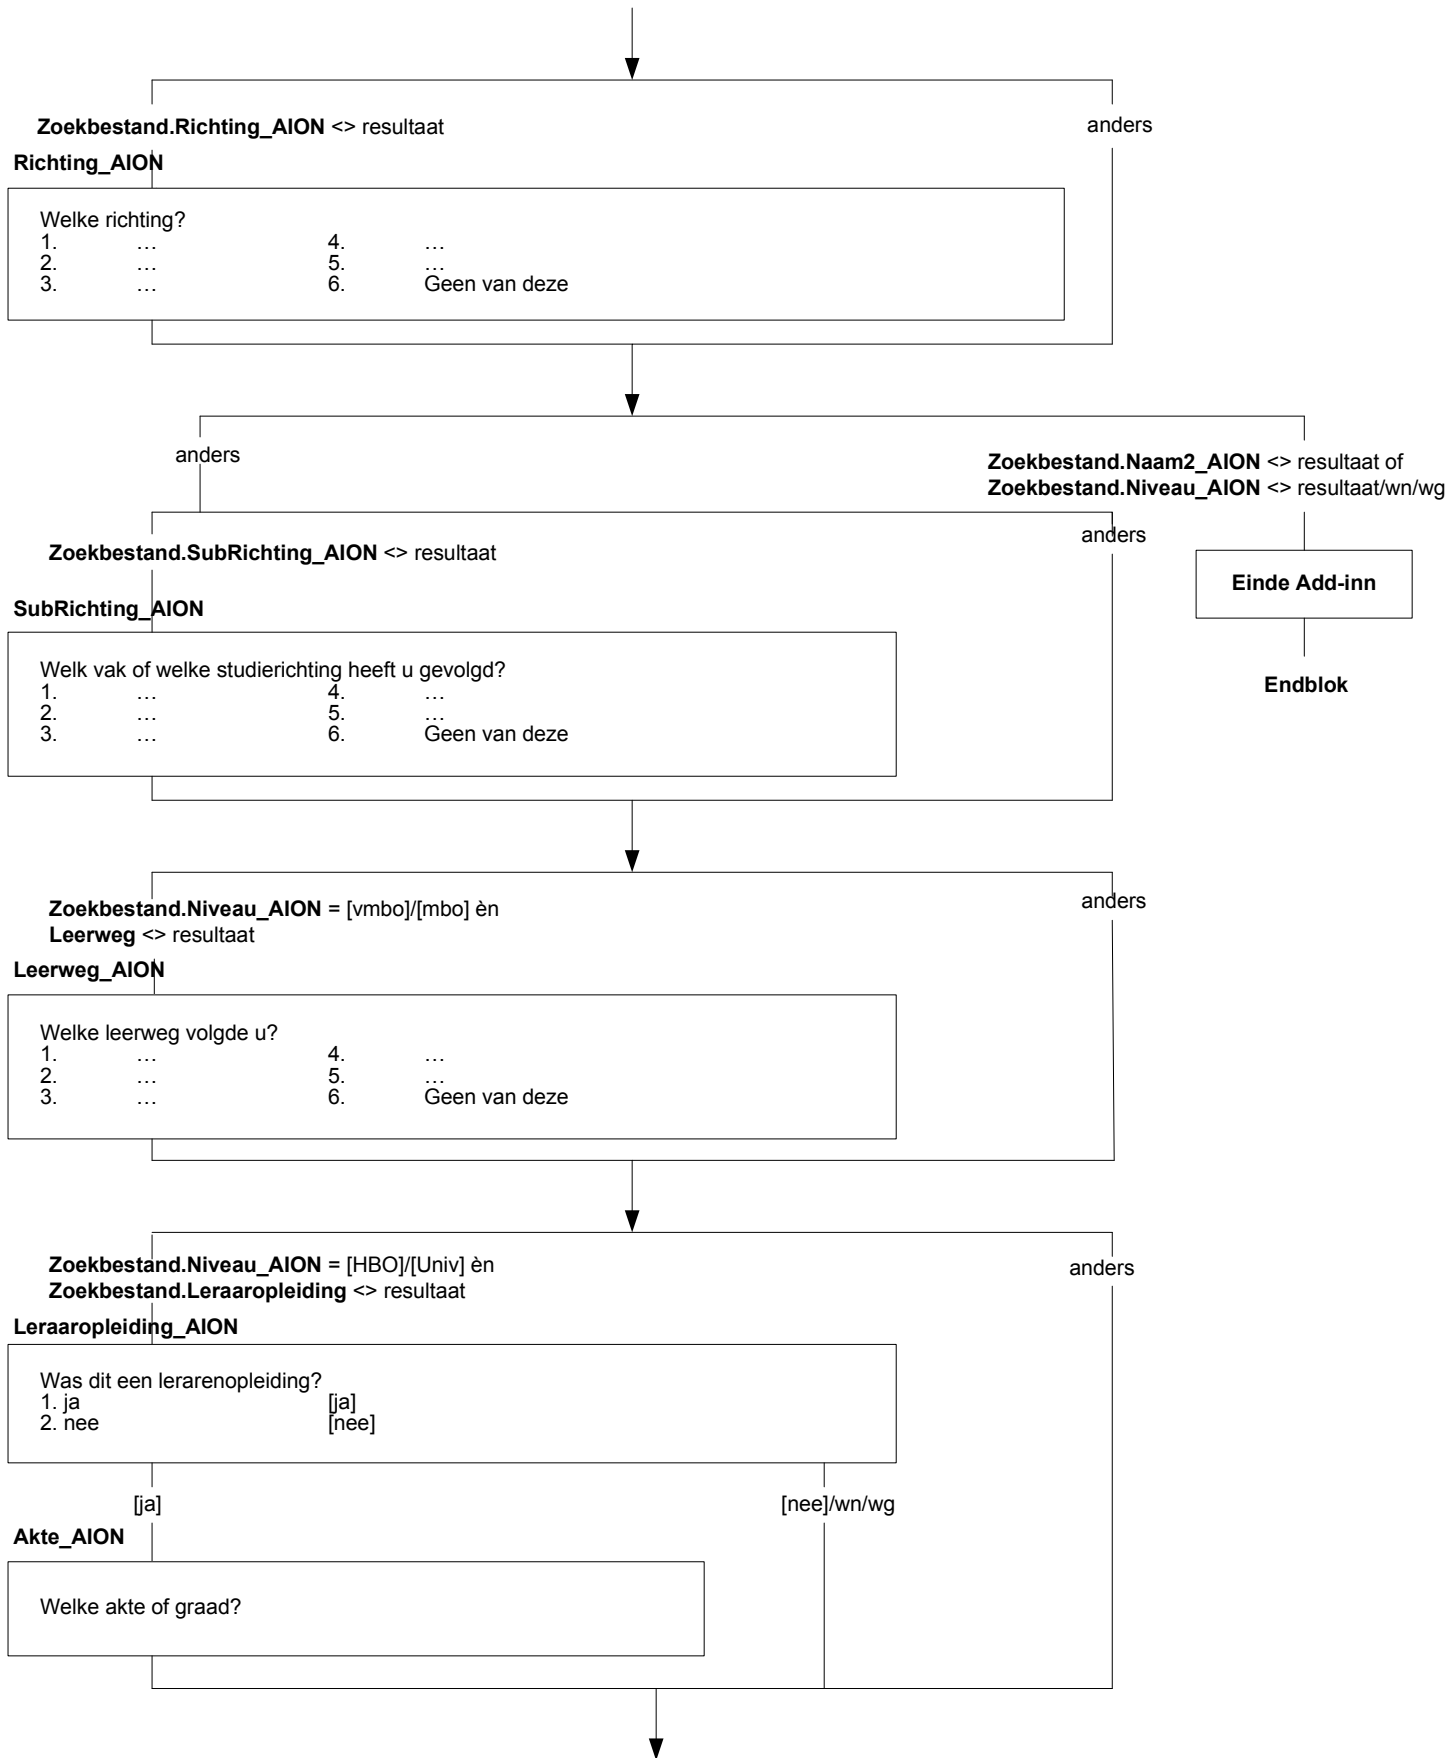 Zoekbestand.Richting_AION <> resultaat
anders
Richting_AION
Welke richting?
1. … 4. …
2. … 5. …
3. … 6. Geen van deze
anders
Zoekbestand.Naam2_AION <> resultaat of
Zoekbestand.Niveau_AION <> resultaat/wn/wg
anders
Zoekbestand.SubRichting_AION <> resultaat
Einde Add-inn
SubRichting_AION
Welk vak of welke studierichting heeft u gevolgd?
1. … 4. …
2. … 5. …
3. … 6. Geen van deze
Endblok
Zoekbestand.Niveau_AION = [vmbo]/[mbo] èn
Leerweg <> resultaat
anders
Leerweg_AION
Welke leerweg volgde u?
1. … 4. …
2. … 5. …
3. … 6. Geen van deze
Zoekbestand.Niveau_AION = [HBO]/[Univ] èn
Zoekbestand.Leraaropleiding <> resultaat
anders
Leraaropleiding_AION
Was dit een lerarenopleiding?
1. ja [ja]
2. nee [nee]
[ja] [nee]/wn/wg
Akte_AION
Welke akte of graad?